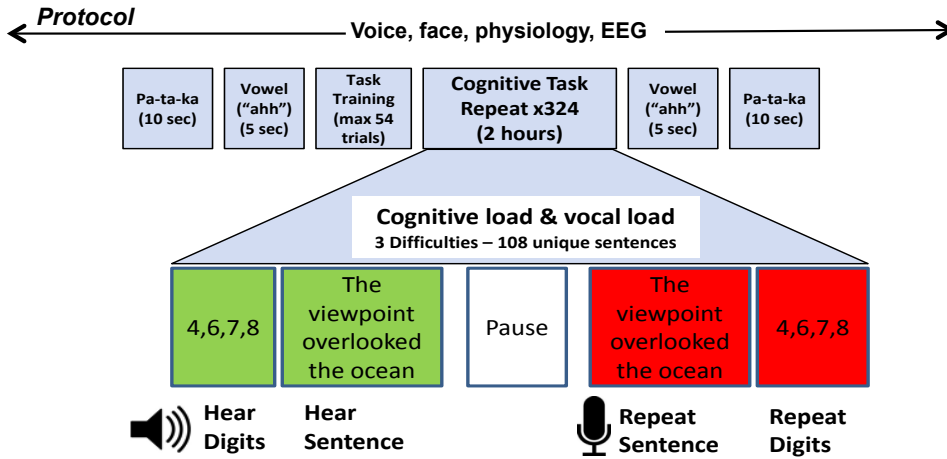 Protocol
Voice, face, physiology, EEG
Pa-ta-ka
(10 sec)
Vowel
(“ahh”)
(5 sec)
Task
Training
(max 54
trials)
Cognitive Task
Repeat x324
(2 hours)
Vowel
(“ahh”)
(5 sec)
Pa-ta-ka
(10 sec)
Cognitive load & vocal load
3 Difficulties – 108 unique sentences
4,6,7,8
The
viewpoint
overlooked
the ocean
Pause
The
viewpoint
overlooked
the ocean
4,6,7,8
Hear
Digits
Hear
Sentence
Repeat
Sentence
Repeat
Digits